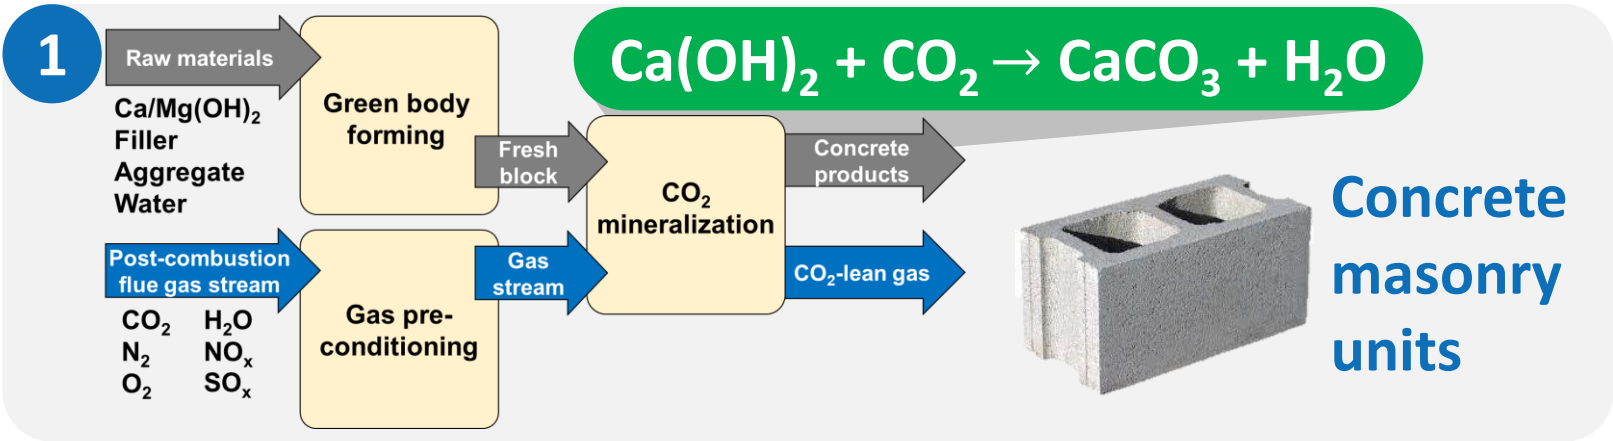 1
Raw materials
Ca/Mg(OH)₂
Filler
Aggregate
Water
Green body
forming
Ca(OH)₂ + CO₂ → CaCO₃ + H₂O
Fresh
block
CO₂
mineralization
Concrete
products
Post-combustion
flue gas stream
CO₂ H₂O
N₂ NOₓ
O₂ SOₓ
Gas pre-
conditioning
Gas
stream
CO₂-lean gas
Concrete
masonry
units